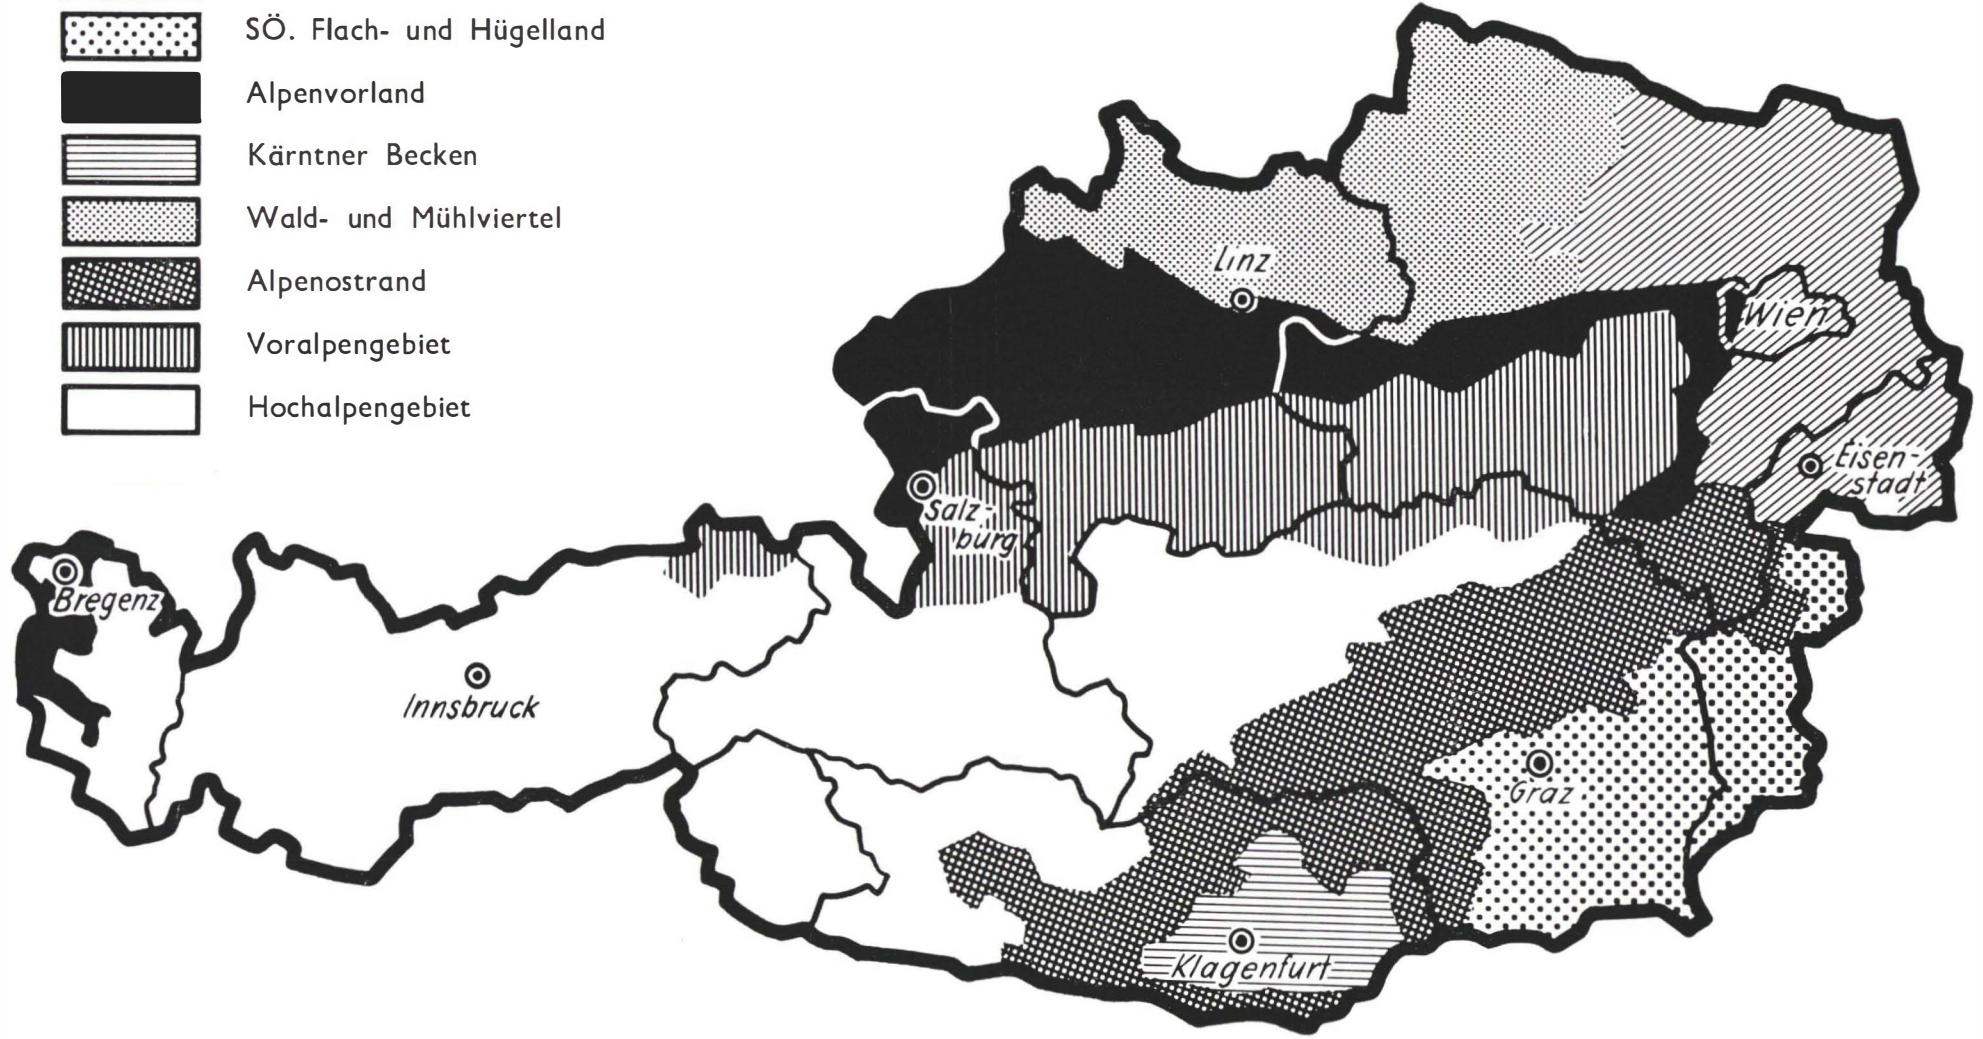 SÖ. Flach- und Hügelland
Alpenvorland
Kärntner Becken
Wald- und Mühlviertel
Alpenostrand
Voralpengebiet
Hochalpengebiet
Linz
Wien
Eisen-
stadt
Salz-
burg
Bregenz
Innsbruck
Graz
Klagenfurt